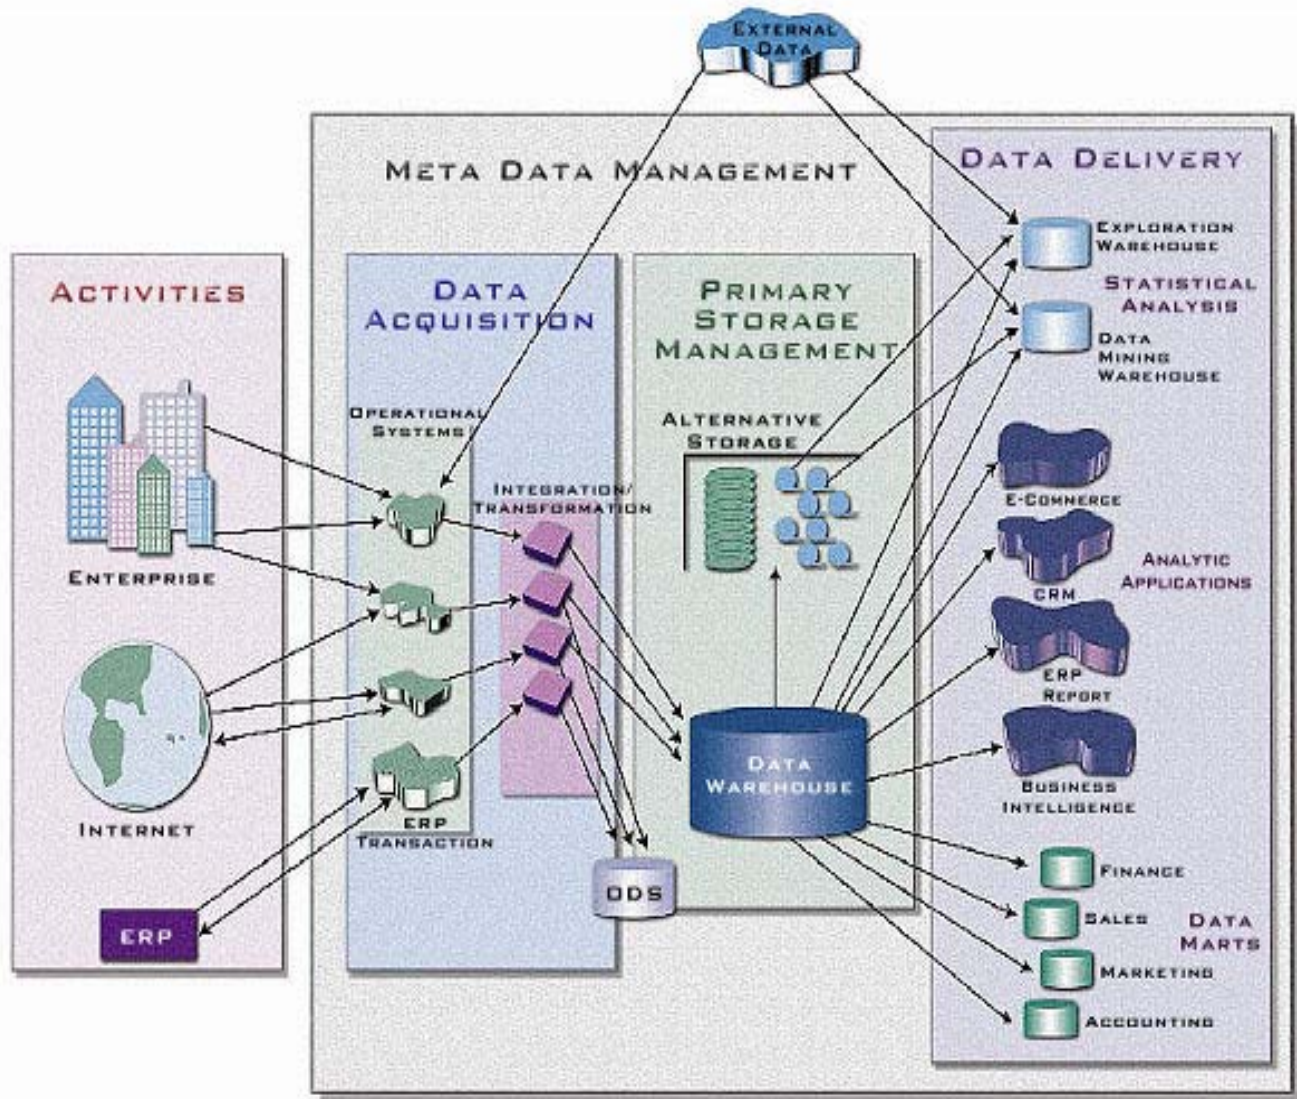 EXTERNAL
DATA
META DATA MANAGEMENT
DATA DELIVERY
EXPLORATION
WAREHOUSE
STATISTICAL
ANALYSIS
DATA
MINING
WAREHOUSE
ACTIVITIES
DATA
ACQUISITION
PRIMARY
STORAGE
MANAGEMENT
OPERATIONAL
SYSTEMS
ALTERNATIVE
STORAGE
INTEGRATION/
TRANSFORMATION
E-COMMERCE
ENTERPRISE
ANALYTIC
APPLICATIONS
CRM
ERP
REPORT
DATA
WAREHOUSE
BUSINESS
INTELLIGENCE
INTERNET
ERP
TRANSACTION
ODS
ERP
FINANCE
SALES
DATA
MARTS
MARKETING
ACCOUNTING